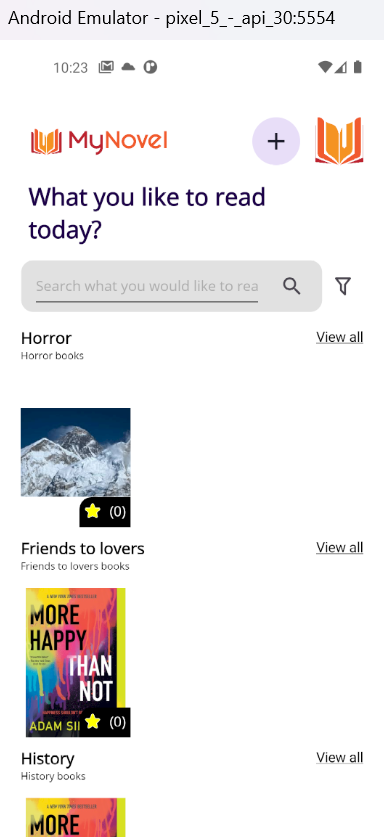 Android Emulator - pixel_5_-_api_30:5554
10:23
MyNovel
+
What you like to read
today?
Search what you would like to rea
Horror
View all
Horror books
(0)
Friends to lovers
View all
Friends to lovers books
MORE
HAPPY
THAN
NOT
ADAM SIL
(0)
History
View all
History books
MORE